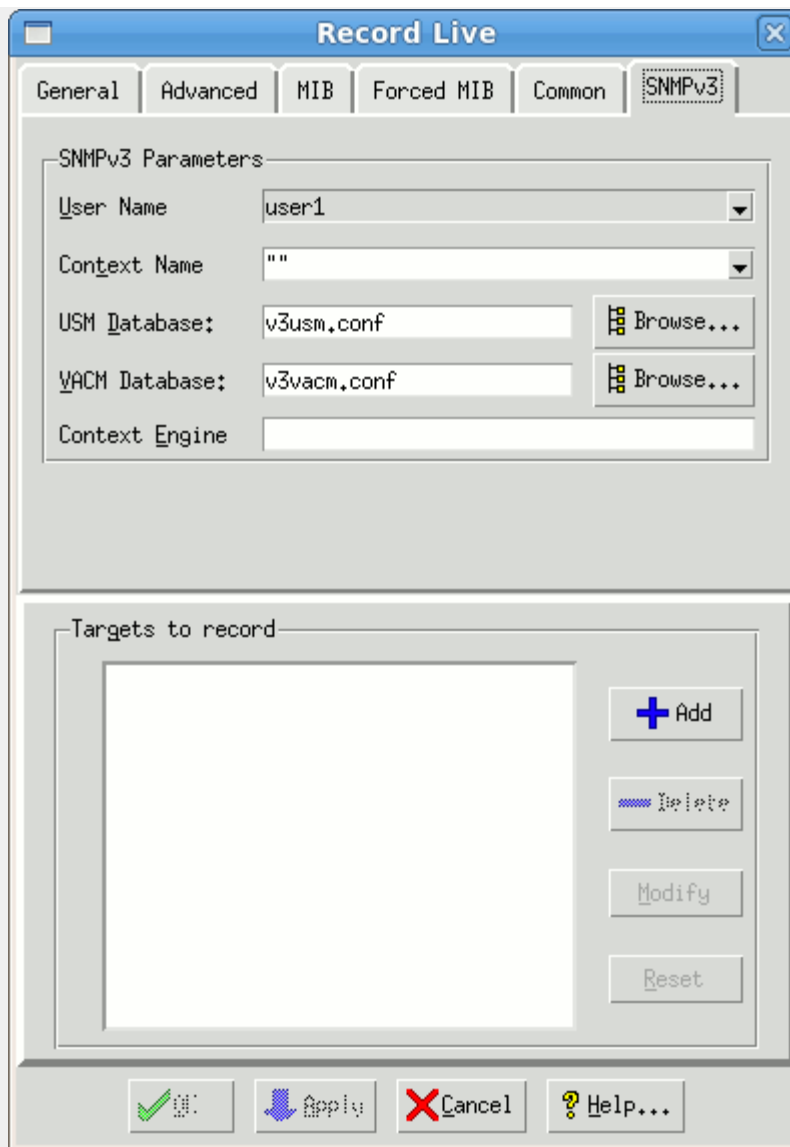 Record Live
General Advanced MIB Forced MIB Common SNMPv3
SNMPv3 Parameters
User Name user1
Context Name ""
USM Database: v3usm.conf Browse...
VACM Database: v3vacm.conf Browse...
Context Engine
Targets to record
Add
Delete
Modify
Reset
OK Apply Cancel Help...